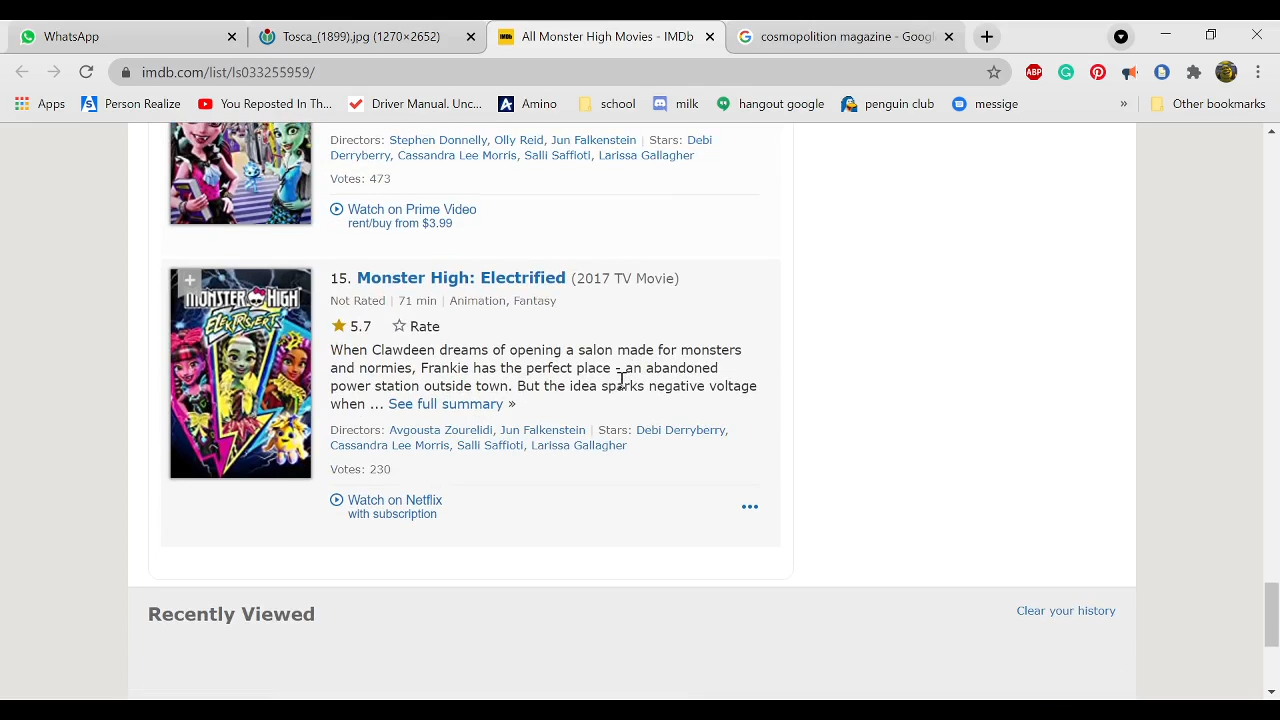 WhatsApp
Tosca_(1899).jpg (1270×2652)
IMDb
All Monster High Movies - IMDb
cosmopolition magazine - Googl
imdb.com/list/ls033255959/
ABP
Apps
Person Realize
You Reposted In Th...
Driver Manual. Unc...
Amino
school
milk
hangout google
penguin club
messige
»
Other bookmarks
Directors: Stephen Donnelly, Olly Reid, Jun Falkenstein | Stars: Debi
Derryberry, Cassandra Lee Morris, Salli Saffioti, Larissa Gallagher
Votes: 473
Watch on Prime Video
rent/buy from $3.99
MONSTER HIGH
15. Monster High: Electrified (2017 TV Movie)
Not Rated | 71 min | Animation, Fantasy
5.7 Rate
When Clawdeen dreams of opening a salon made for monsters
and normies, Frankie has the perfect place - an abandoned
power station outside town. But the idea sparks negative voltage
when ... See full summary »
Directors: Avgousta Zourelidi, Jun Falkenstein | Stars: Debi Derryberry,
Cassandra Lee Morris, Salli Saffioti, Larissa Gallagher
Votes: 230
Watch on Netflix
with subscription
Recently Viewed
Clear your history